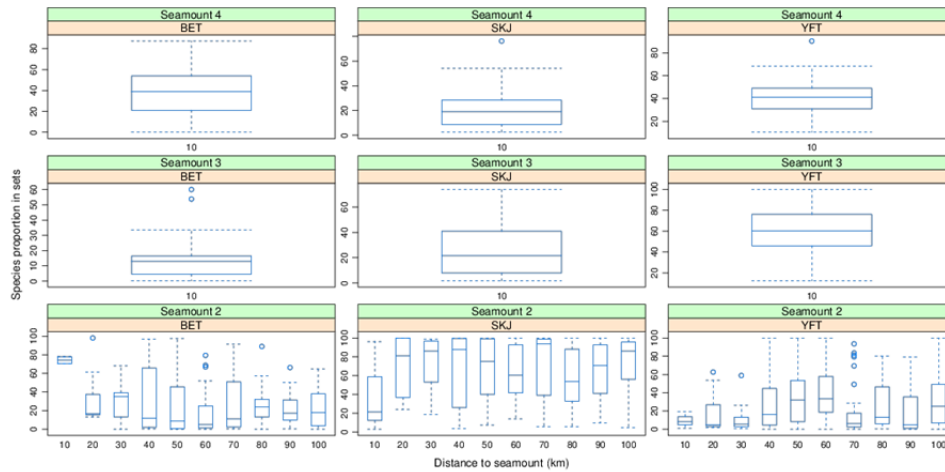 Seamount 4 Seamount 4 Seamount 4
BET SKJ YFT
0 20 40 60 80
0 20 40 60
20 40 60 80
10 10 10
Seamount 3 Seamount 3 Seamount 3
BET SKJ YFT
0 10 20 30 40 50 60
0 20 40 60
20 40 60 80 100
10 10 10
Seamount 2 Seamount 2 Seamount 2
BET SKJ YFT
0 20 40 60 80 100
0 20 40 60 80 100
0 20 40 60 80 100
10 20 30 40 50 60 70 80 90 100
10 20 30 40 50 60 70 80 90 100
10 20 30 40 50 60 70 80 90 100
Species proportion in sets
Distance to seamount (km)